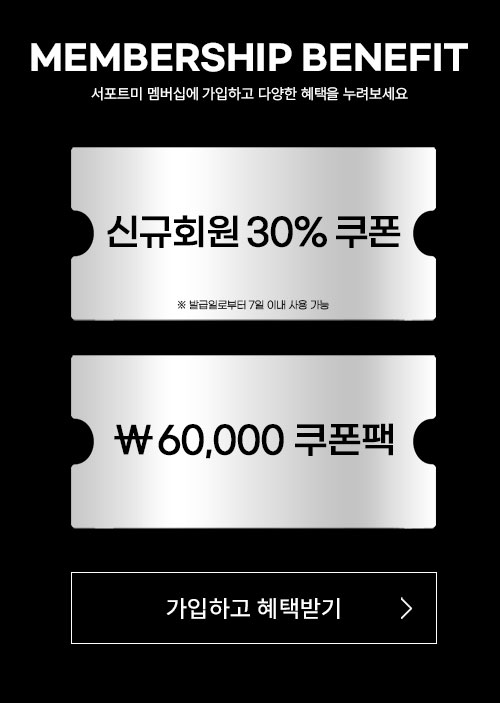 MEMBERSHIP BENEFIT
서포트미 멤버십에 가입하고 다양한 혜택을 누려보세요
신규회원 30% 쿠폰
※ 발급일로부터 7일 이내 사용 가능
₩60,000 쿠폰팩
가입하고 혜택받기